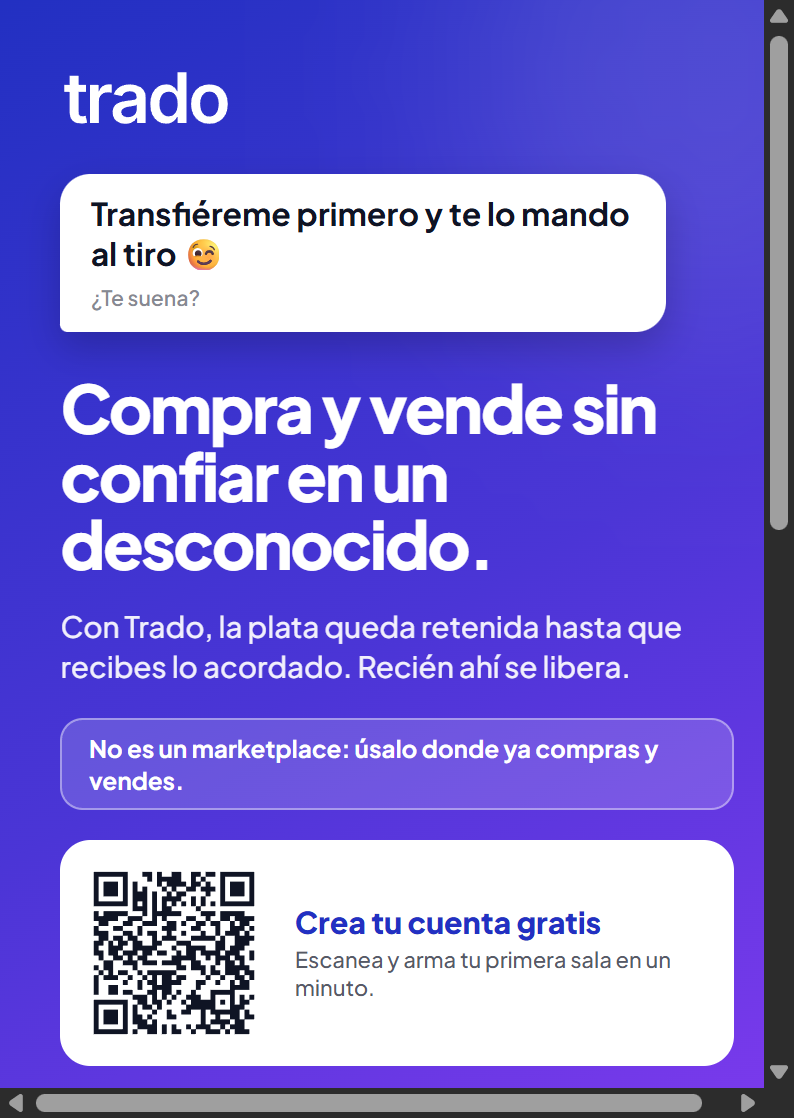 trado
Transfiéreme primero y te lo mando
al tiro 😉
¿Te suena?
Compra y vende sin
confiar en un
desconocido.
Con Trado, la plata queda retenida hasta que
recibes lo acordado. Recién ahí se libera.
No es un marketplace: úsalo donde ya compras y
vendes.
Crea tu cuenta gratis
Escanea y arma tu primera sala en un
minuto.